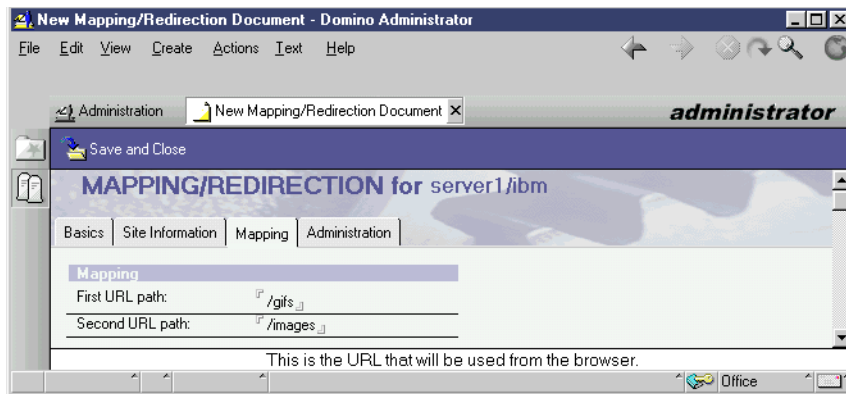 New Mapping/Redirection Document - Domino Administrator
File Edit View Create Actions Text Help
Administration New Mapping/Redirection Document
administrator
Save and Close
MAPPING/REDIRECTION for server1/ibm
Basics Site Information Mapping Administration
Mapping
First URL path: /gifs
Second URL path: /images
This is the URL that will be used from the browser.
Office